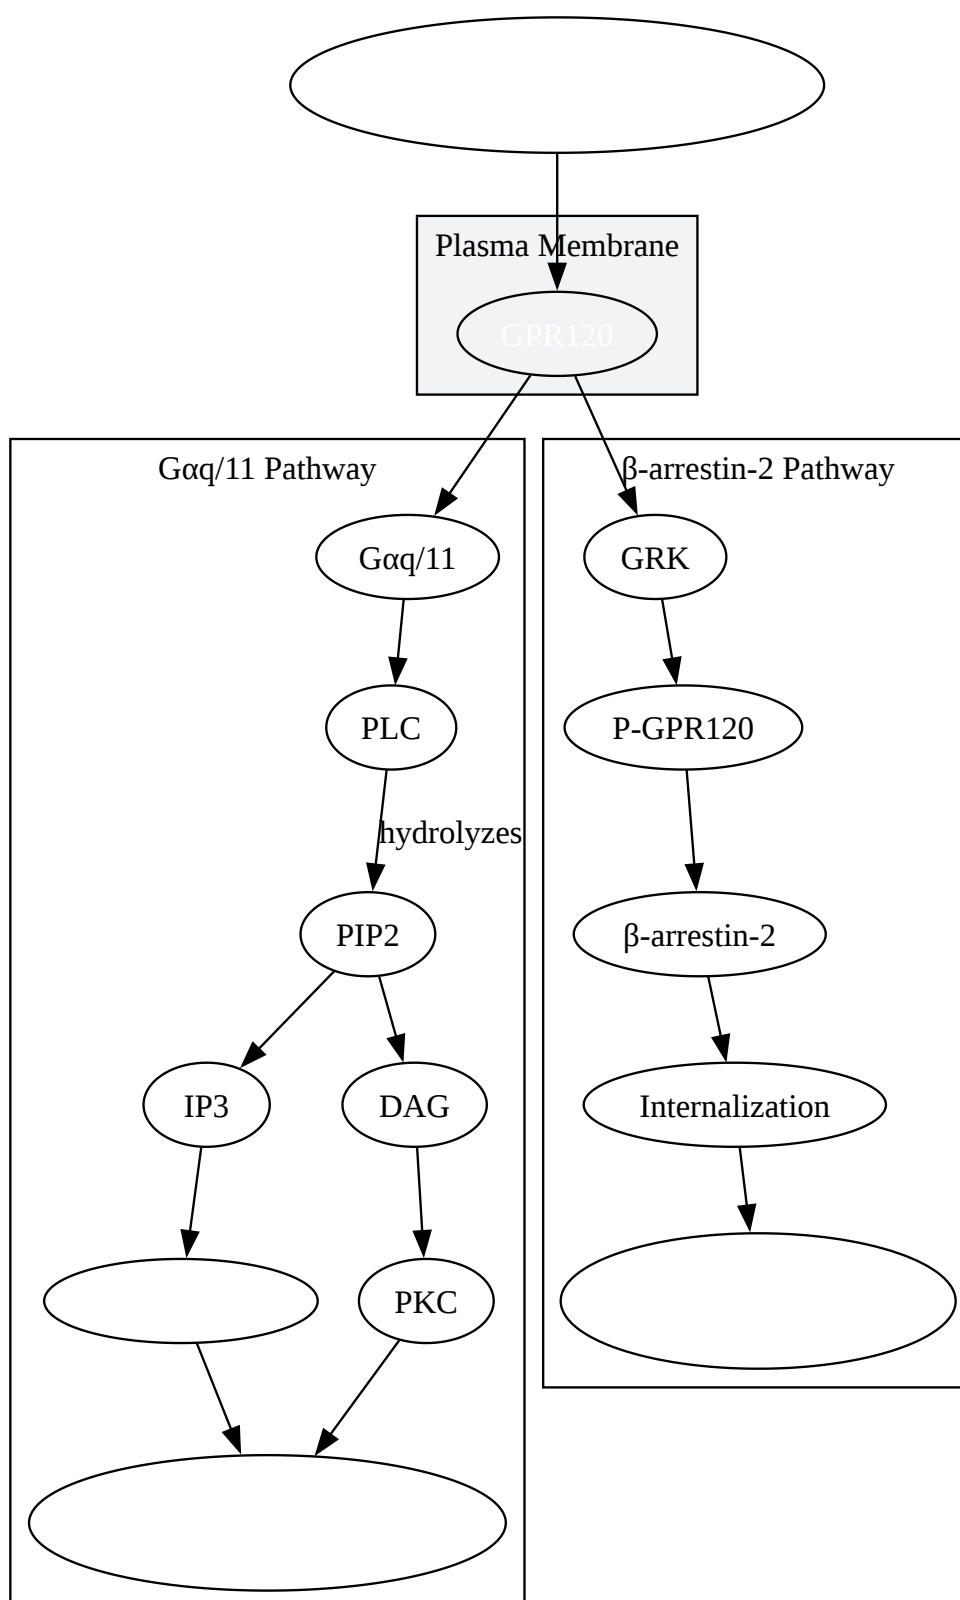 Plasma Membrane
GPR120
Gαq/11 Pathway
β-arrestin-2 Pathway
Gαq/11
GRK
PLC
P-GPR120
hydrolyzes
PIP2
β-arrestin-2
IP3
DAG
Internalization
PKC